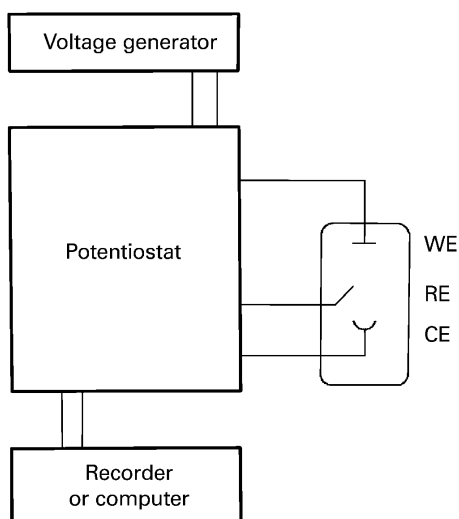 Voltage generator
Potentiostat
WE
RE
CE
Recorder
or computer